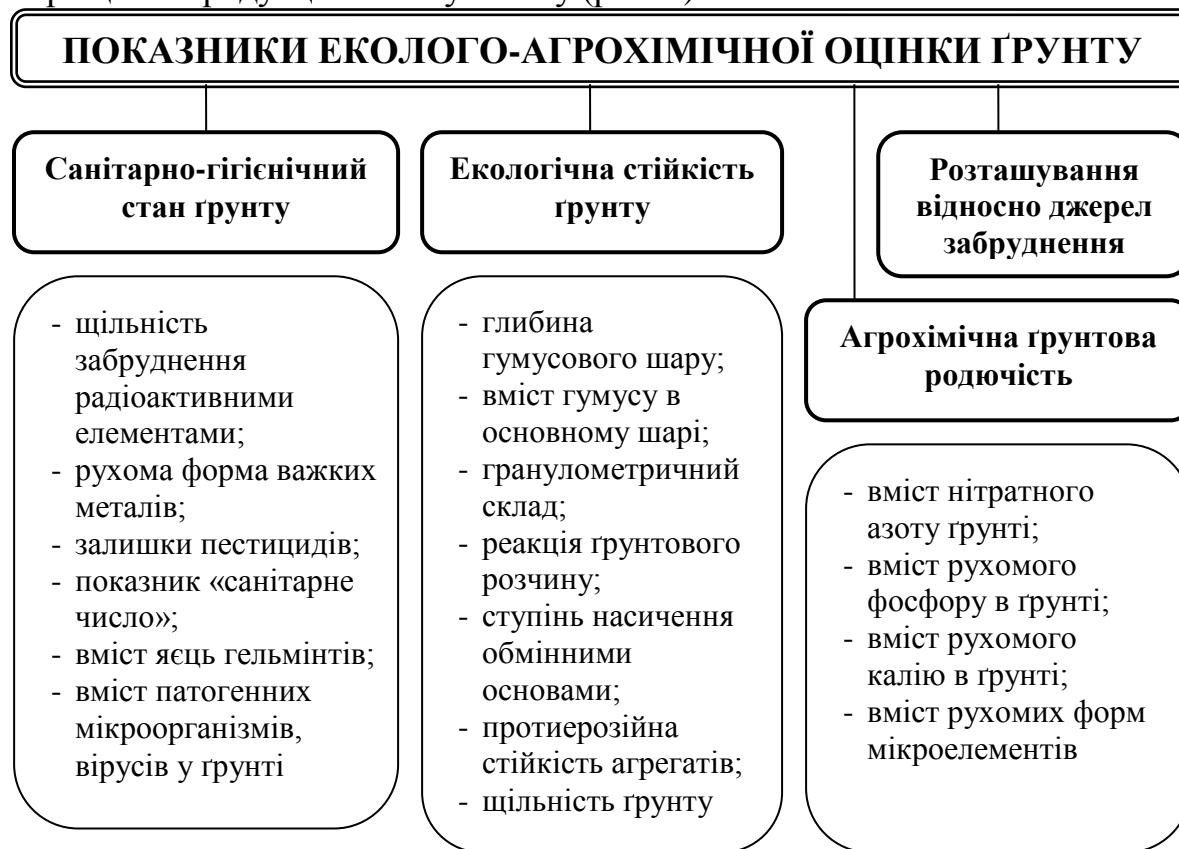 ПОКАЗНИКИ ЕКОЛОГО-АГРОХІМІЧНОЇ ОЦІНКИ ҐРУНТУ
Санітарно-гігієнічний
стан ґрунту
- щільність
забруднення
радіоактивними
елементами;
- рухома форма важких
металів;
- залишки пестицидів;
- показник «санітарне
число»;
- вміст яєць гельмінтів;
- вміст патогенних
мікроорганізмів,
вірусів у ґрунті
Екологічна стійкість
ґрунту
- глибина
гумусового шару;
- вміст гумусу в
основному шарі;
- гранулометричний
склад;
- реакція ґрунтового
розчину;
- ступінь насичення
обмінними
основами;
- протиерозійна
стійкість агрегатів;
- щільність ґрунту
Розташування
відносно джерел
забруднення
Агрохімічна ґрунтова
родючість
- вміст нітратного
азоту ґрунті;
- вміст рухомого
фосфору в ґрунті;
- вміст рухомого
калію в ґрунті;
- вміст рухомих форм
мікроелементів